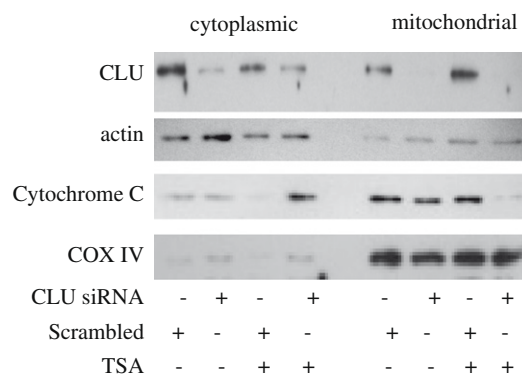 cytoplasmic mitochondrial
CLU
actin
Cytochrome C
COX IV
CLU siRNA - + - + - + - +
Scrambled + - + - + - + -
TSA - - + + - - + +